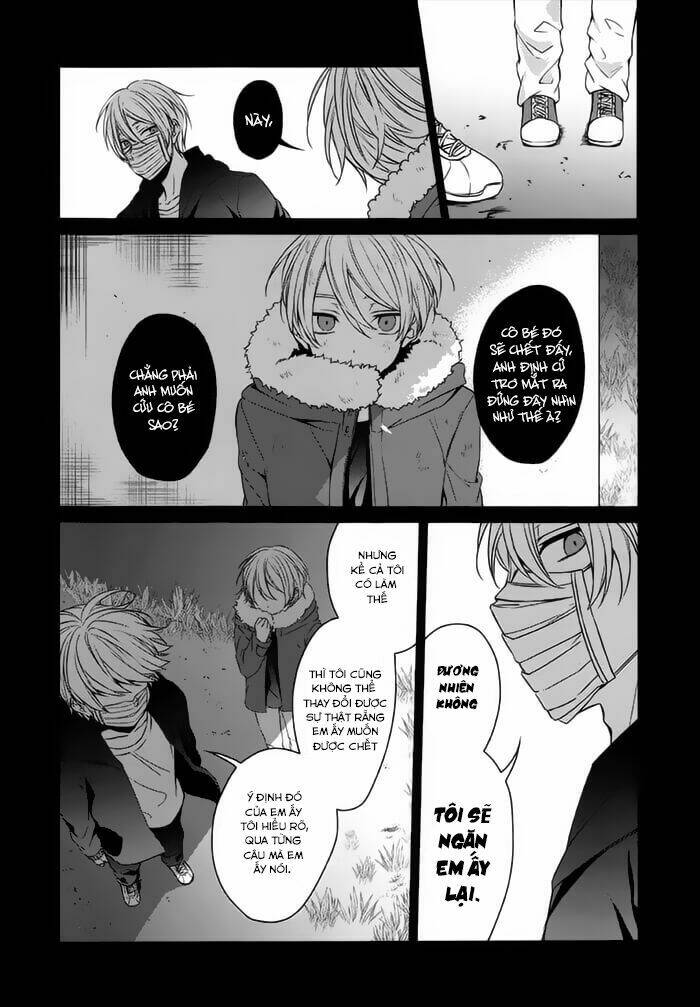 NÀY,
CÔ BÉ ĐÓ
SẼ CHẾT ĐẤY,
ANH ĐỊNH CỨ
TRƠ MẮT RA
ĐỨNG ĐÂY NHÌN
NHƯ THẾ À?
CHẲNG PHẢI
ANH MUỐN
CỨU CÔ BÉ
SAO?
ĐƯƠNG
NHIÊN KHÔNG
TÔI SẼ
NGĂN
EM ẤY
LẠI.
NHƯNG
KỂ CẢ TÔI
CÓ LÀM
THẾ
THÌ TÔI CŨNG
KHÔNG THỂ
THAY ĐỔI ĐƯỢC
SỰ THẬT RẰNG
EM ẤY MUỐN
ĐƯỢC CHẾT
Ý ĐỊNH ĐÓ
CỦA EM ẤY
TÔI HIỂU RÕ,
QUA TỪNG
CÂU MÀ EM
ẤY NÓI.